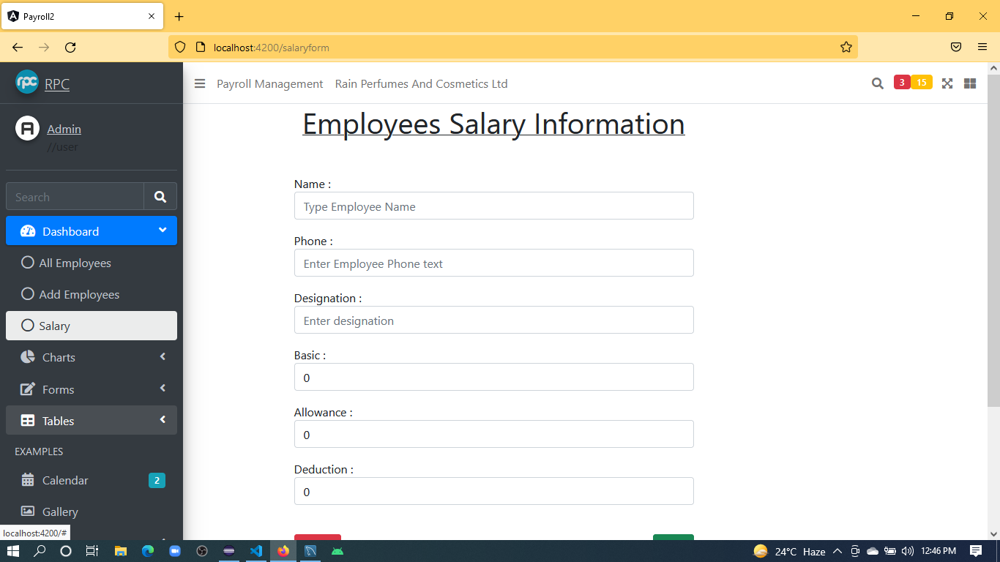 Payroll2
localhost:4200/salaryform
rpc RPC
Payroll Management Rain Perfumes And Cosmetics Ltd
3 15
Admin
//user
Search
Dashboard
All Employees
Add Employees
Salary
Charts
Forms
Tables
EXAMPLES
Calendar 2
Gallery
Employees Salary Information
Name :
Type Employee Name
Phone :
Enter Employee Phone text
Designation :
Enter designation
Basic :
0
Allowance :
0
Deduction :
0
localhost:4200/#
24°C Haze 12:46 PM